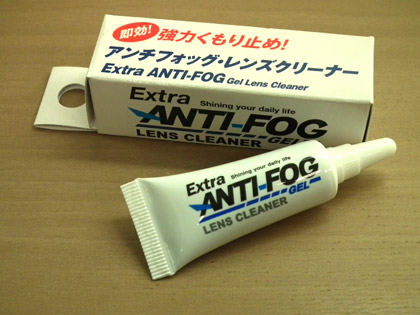 即効!
強力くもり止め!
アンチフォッグ・レンズクリーナー
Extra ANTI-FOG Gel Lens Cleaner
Extra
Shining your daily life
ANTI-FOG
GEL
LENS CLEANER
Extra
Shining your daily life
ANTI-FOG
GEL
LENS CLEANER